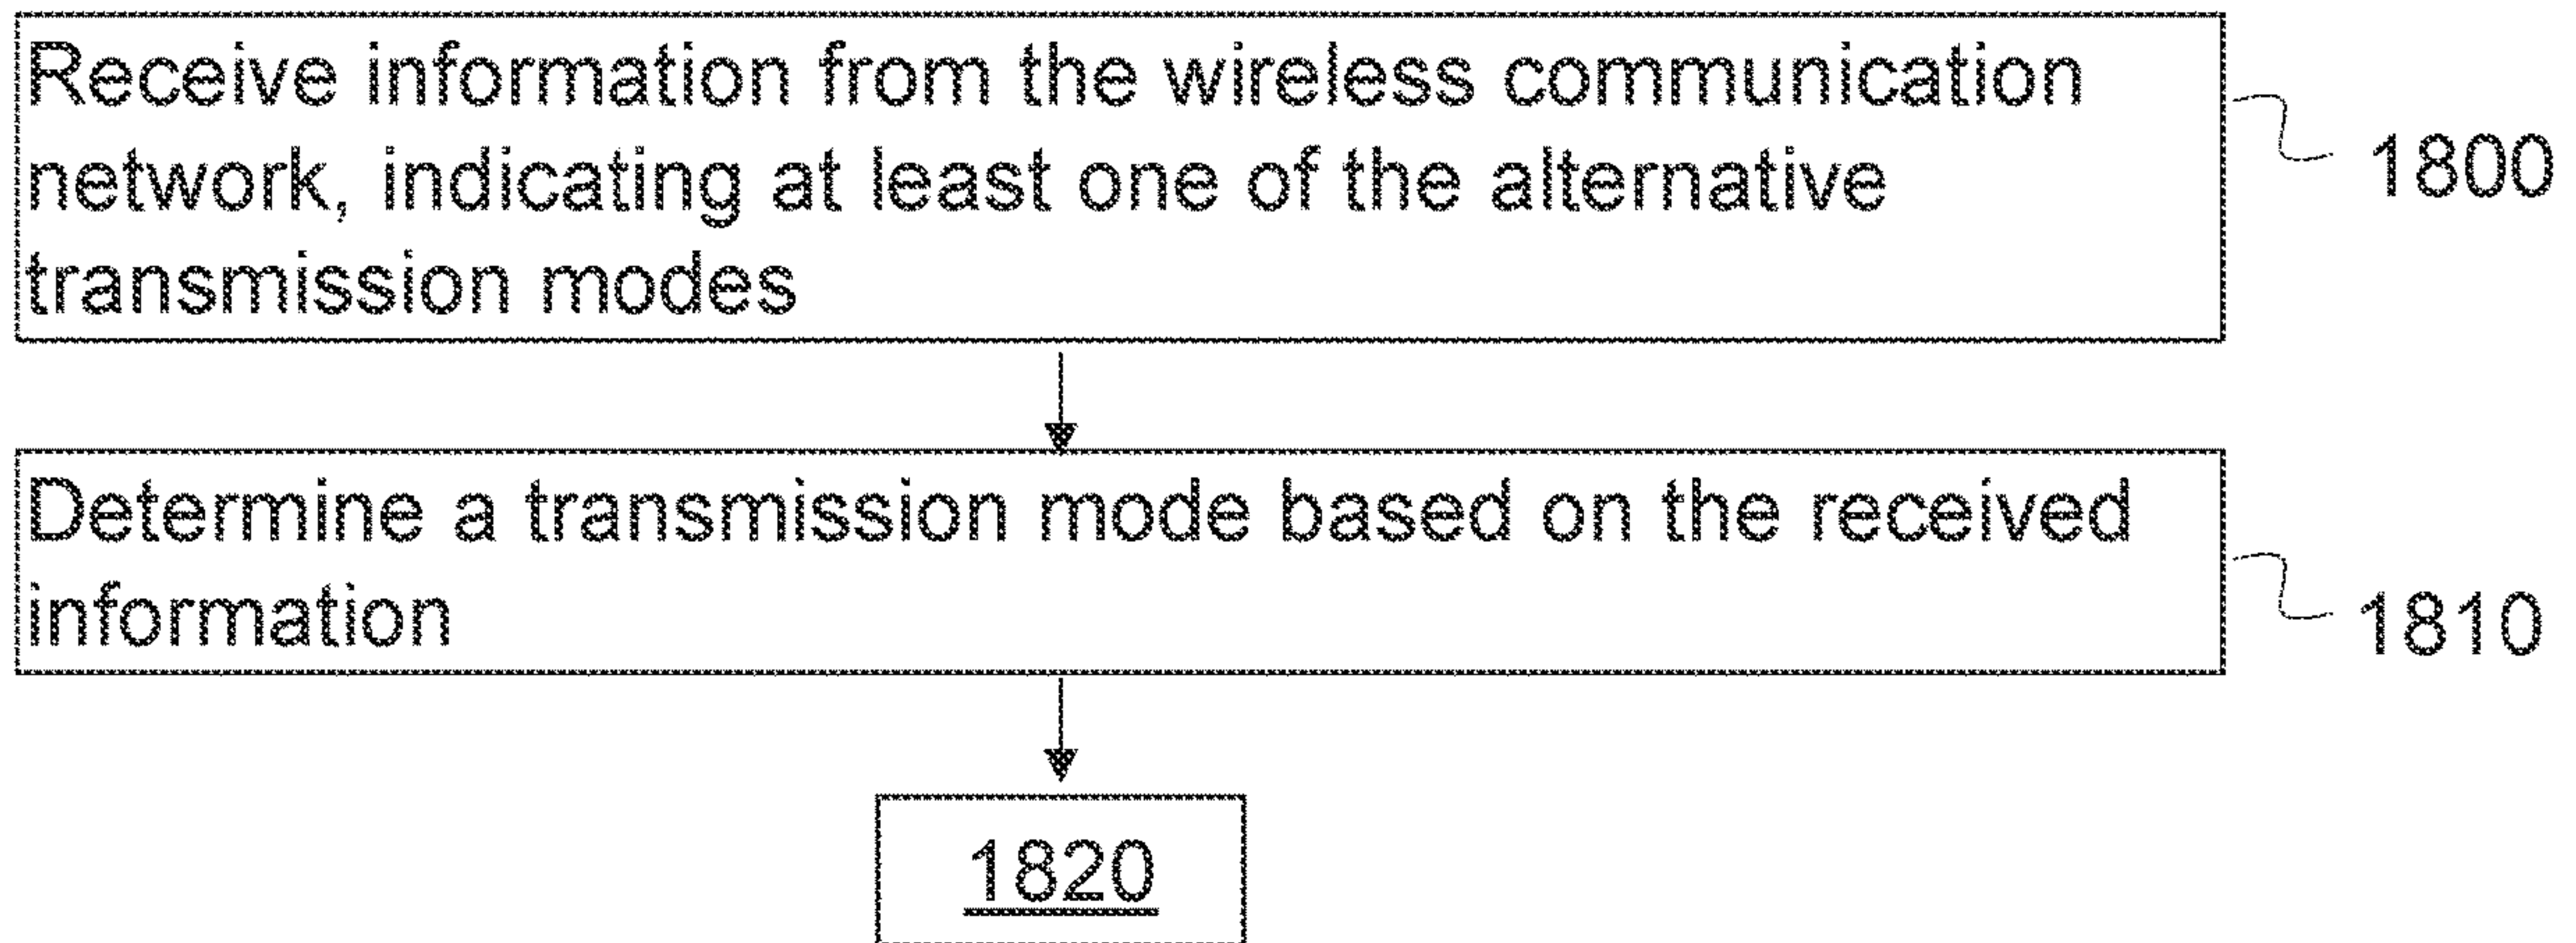 Receive information from the wireless communication
network, indicating at least one of the alternative
transmission modes
1800
Determine a transmission mode based on the received
information
1810
1820